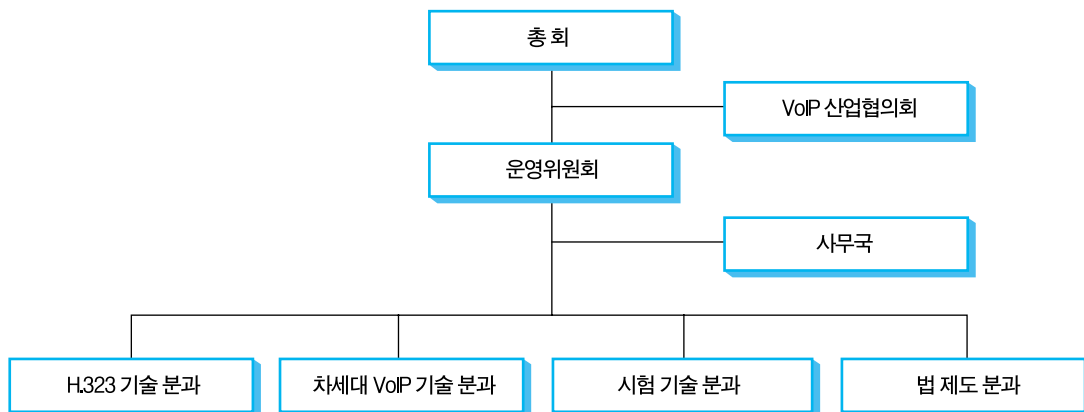 총 회
VoIP 산업협의회
운영위원회
사무국
H.323 기술 분과
차세대 VoIP 기술 분과
시험 기술 분과
법 제도 분과